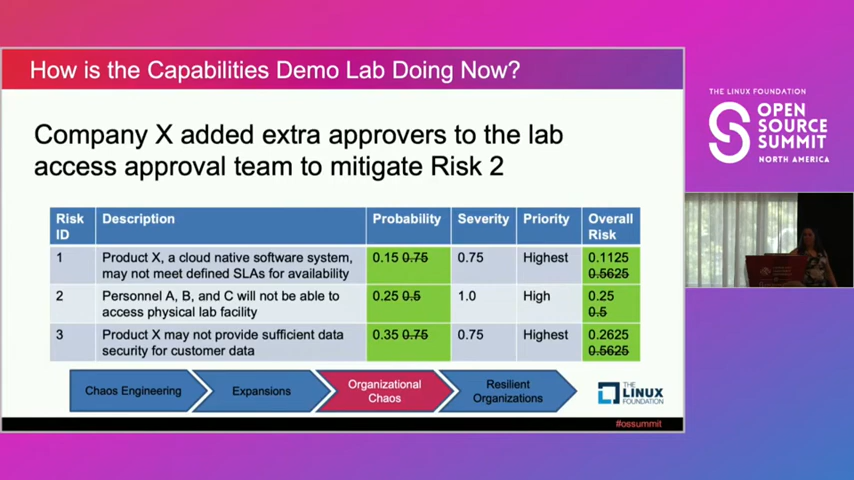 How is the Capabilities Demo Lab Doing Now?
Company X added extra approvers to the lab
access approval team to mitigate Risk 2
Risk ID Description Probability Severity Priority Overall Risk
1 Product X, a cloud native software system, 0.15 0.75 0.75 Highest 0.1125
may not meet defined SLAs for availability 0.5625
2 Personnel A, B, and C will not be able to 0.25 0.5 1.0 High 0.25
access physical lab facility 0.5
3 Product X may not provide sufficient data 0.35 0.75 0.75 Highest 0.2625
security for customer data 0.5625
Chaos Engineering
Expansions
Organizational
Chaos
Resilient
Organizations
THE
LINUX
FOUNDATION
#ossummit
THE LINUX FOUNDATION
OPEN
SOURCE
SUMMIT
NORTH AMERICA